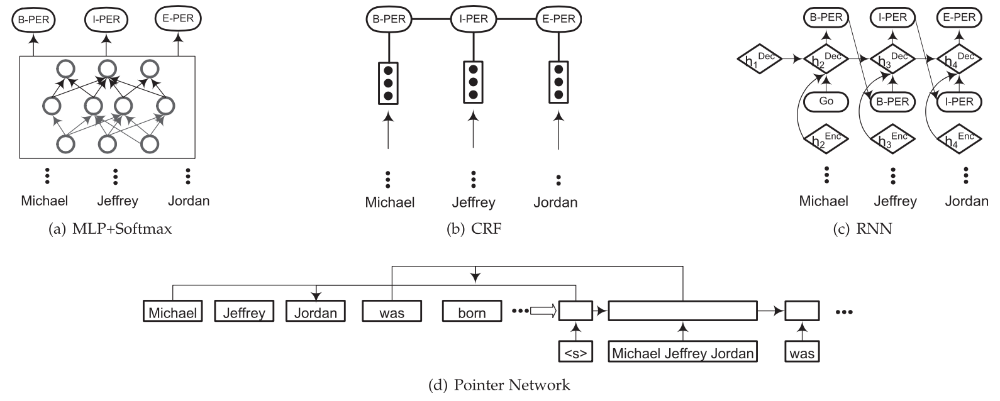 B-PER I-PER E-PER
Michael Jeffrey Jordan
(a) MLP+Softmax
B-PER I-PER E-PER
Michael Jeffrey Jordan
(b) CRF
B-PER I-PER E-PER
h1Dec h2Dec h3Dec h4Dec
Go B-PER I-PER
h2Enc h3Enc h4Enc
Michael Jeffrey Jordan
(c) RNN
Michael Jeffrey Jordan was born
<s> Michael Jeffrey Jordan was
(d) Pointer Network